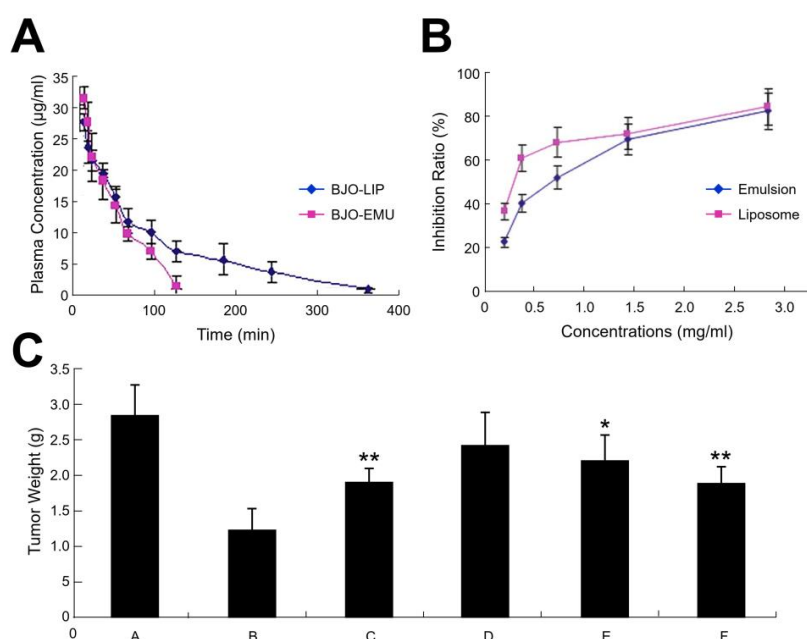 A
35
30
25
20
15
10
5
0
Plasma Concentration (µg/ml)
BJO-LIP
BJO-EMU
0 100 200 300 400
Time (min)
B
100
80
60
40
20
0
Inhibition Ratio (%)
Emulsion
Liposome
0 0.5 1.0 1.5 2.0 2.5 3.0
Concentrations (mg/ml)
C
3.5
3.0
2.5
2.0
1.5
1.0
5
0
Tumor Weight (g)
** * **
0 A B C D